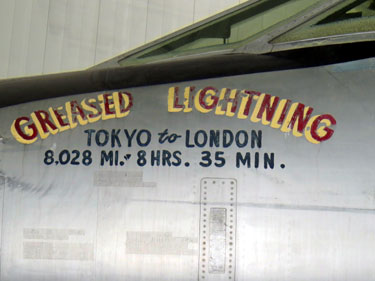 GREASED LIGHTNING
TOKYO to LONDON
8,028 MI. - 8 HRS. 35 MIN.